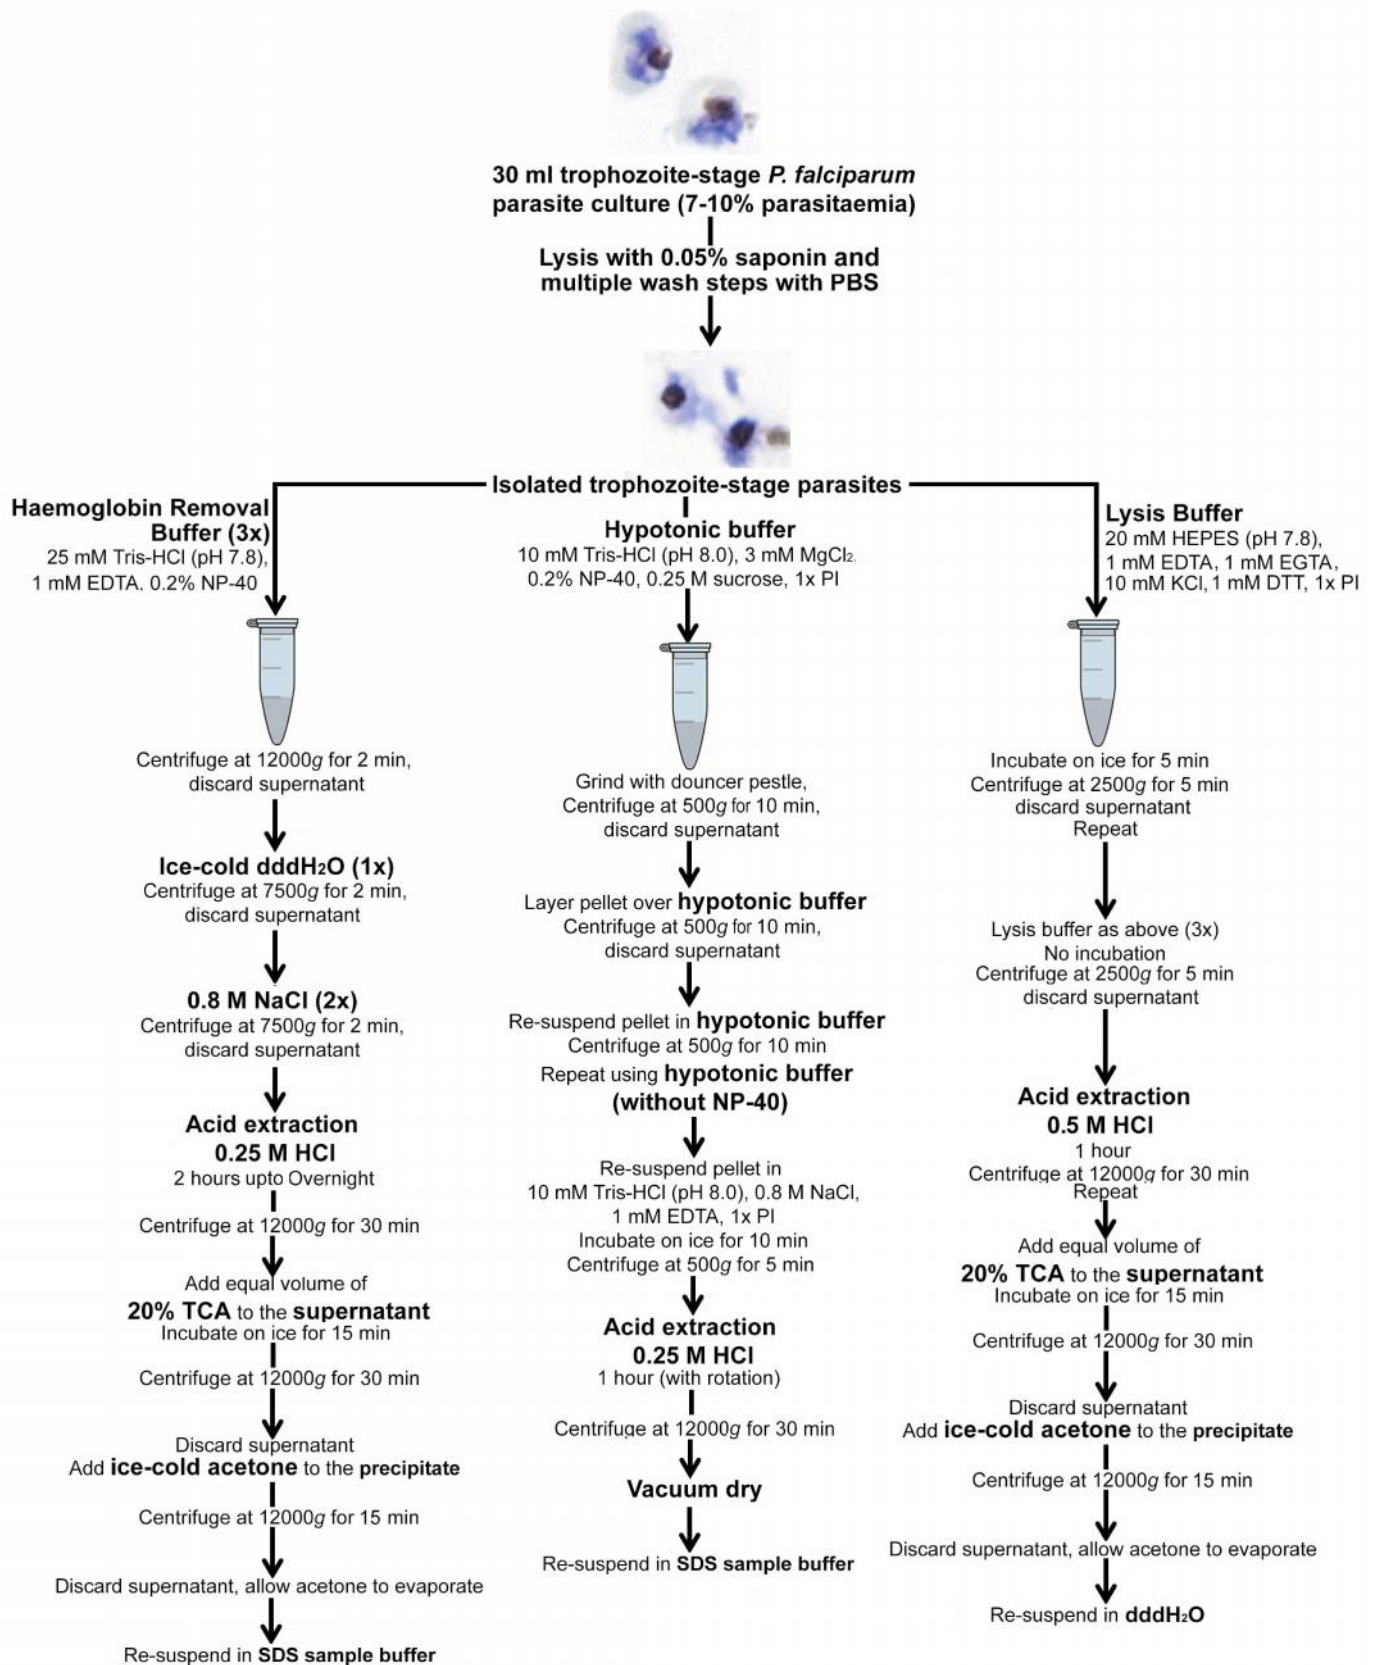 30 ml trophozoite-stage P. falciparum
parasite culture (7-10% parasitaemia)
Lysis with 0.05% saponin and
multiple wash steps with PBS
Isolated trophozoite-stage parasites
Haemoglobin Removal
Buffer (3x)
25 mM Tris-HCl (pH 7.8),
1 mM EDTA. 0.2% NP-40
Centrifuge at 12000g for 2 min,
discard supernatant
Ice-cold dddH₂O (1x)
Centrifuge at 7500g for 2 min,
discard supernatant
0.8 M NaCl (2x)
Centrifuge at 7500g for 2 min,
discard supernatant
Acid extraction
0.25 M HCl
2 hours upto Overnight
Centrifuge at 12000g for 30 min
Add equal volume of
20% TCA to the supernatant
Incubate on ice for 15 min
Centrifuge at 12000g for 30 min
Discard supernatant
Add ice-cold acetone to the precipitate
Centrifuge at 12000g for 15 min
Discard supernatant, allow acetone to evaporate
Re-suspend in SDS sample buffer
Hypotonic buffer
10 mM Tris-HCl (pH 8.0), 3 mM MgCl₂.
0.2% NP-40, 0.25 M sucrose, 1x PI
Grind with douncer pestle,
Centrifuge at 500g for 10 min,
discard supernatant
Layer pellet over hypotonic buffer
Centrifuge at 500g for 10 min,
discard supernatant
Re-suspend pellet in hypotonic buffer
Centrifuge at 500g for 10 min
Repeat using hypotonic buffer
(without NP-40)
Re-suspend pellet in
10 mM Tris-HCl (pH 8.0), 0.8 M NaCl,
1 mM EDTA, 1x PI
Incubate on ice for 10 min
Centrifuge at 500g for 5 min
Acid extraction
0.25 M HCl
1 hour (with rotation)
Centrifuge at 12000g for 30 min
Vacuum dry
Re-suspend in SDS sample buffer
Lysis Buffer
20 mM HEPES (pH 7.8),
1 mM EDTA, 1 mM EGTA,
10 mM KCl, 1 mM DTT, 1x PI
Incubate on ice for 5 min
Centrifuge at 2500g for 5 min
discard supernatant
Repeat
Lysis buffer as above (3x)
No incubation
Centrifuge at 2500g for 5 min
discard supernatant
Acid extraction
0.5 M HCl
1 hour
Centrifuge at 12000g for 30 min
Repeat
Add equal volume of
20% TCA to the supernatant
Incubate on ice for 15 min
Centrifuge at 12000g for 30 min
Discard supernatant
Add ice-cold acetone to the precipitate
Centrifuge at 12000g for 15 min
Discard supernatant, allow acetone to evaporate
Re-suspend in dddH₂O